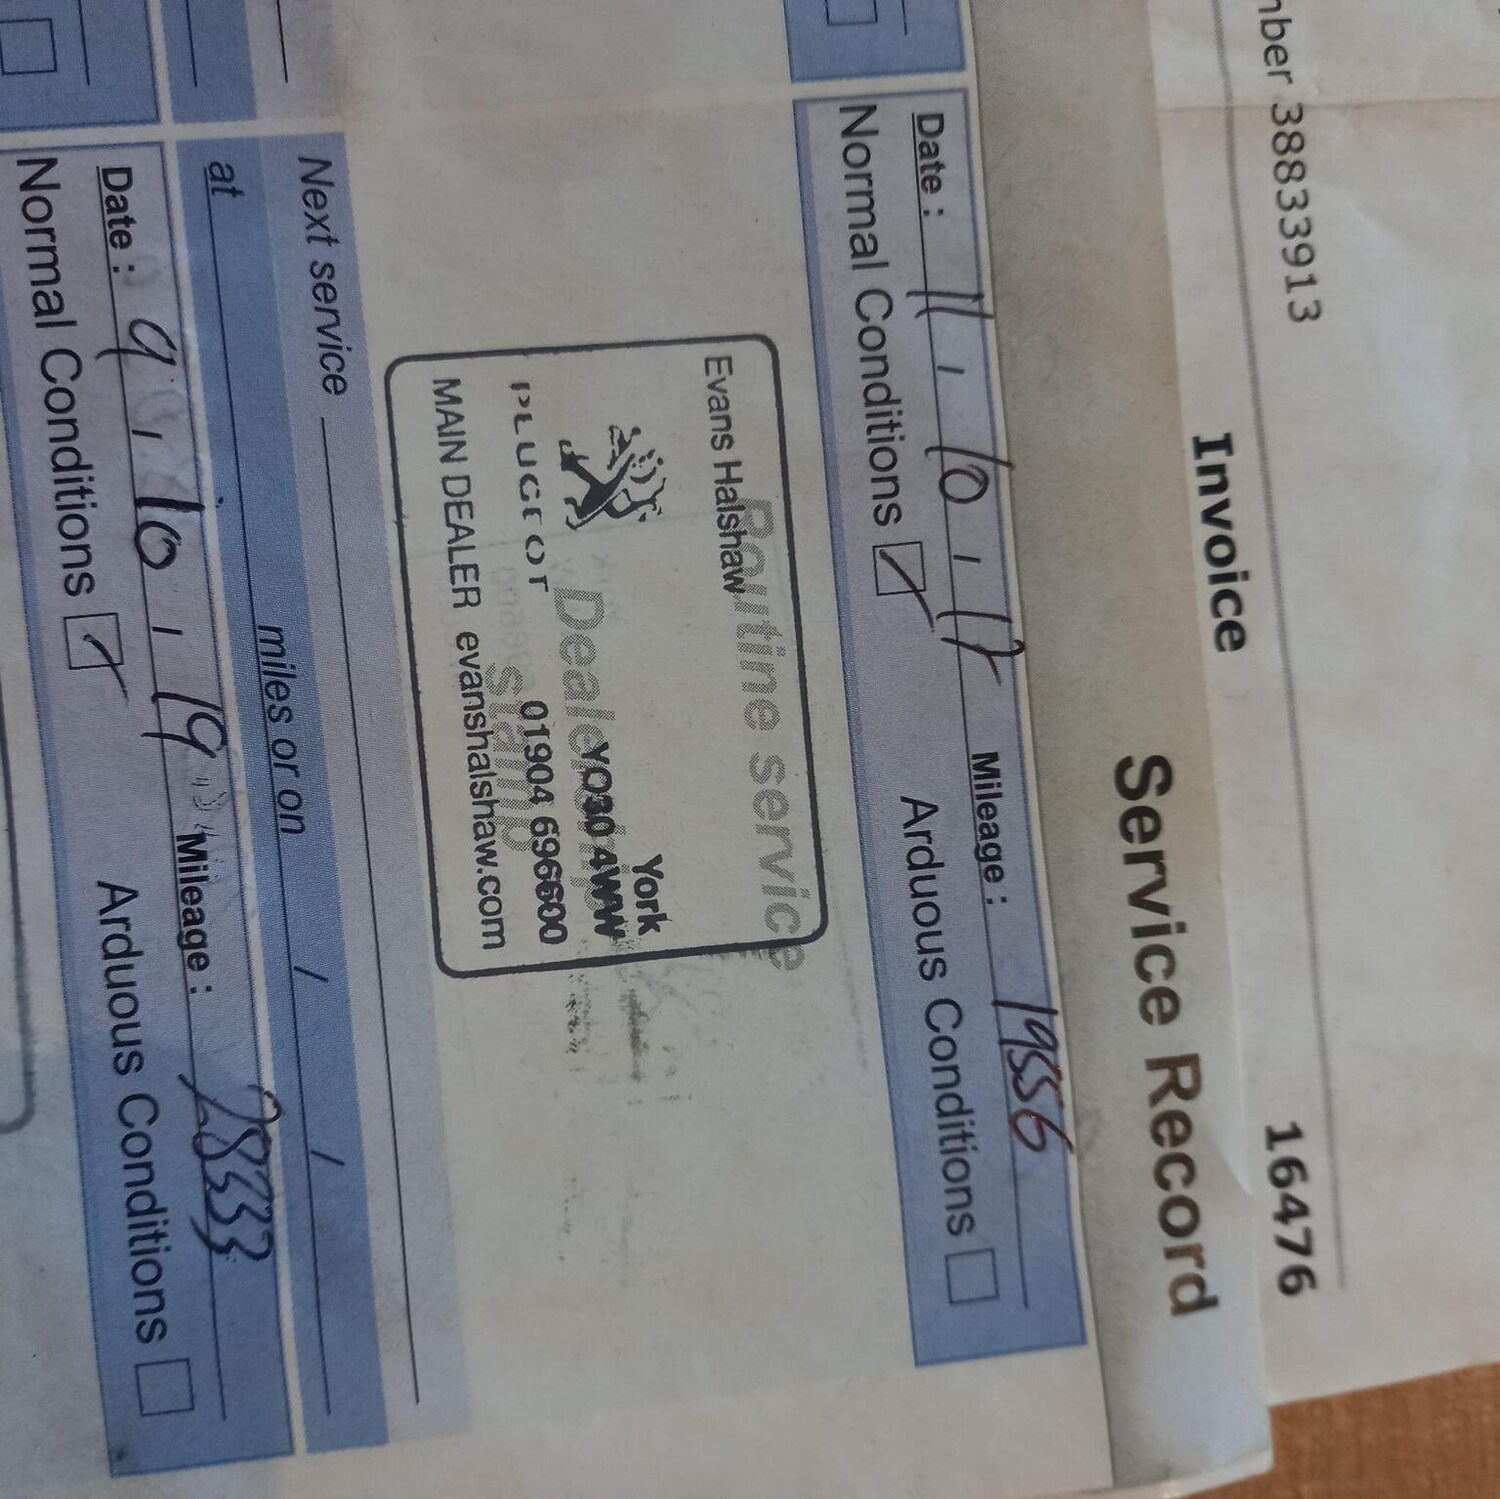 mber 38833913
Invoice 16476
Service Record
Date : 11 , 10 , 17 Mileage : 19556
Normal Conditions Arduous Conditions
Routine service
Evans Halshaw
York
YO30 4WW
PEUGEOT 01904 696600
Dealership stamp
MAIN DEALER evanshalshaw.com
Next service
at miles or on / /
Date : 9 , 10 , 19 Mileage : 28333
Normal Conditions Arduous Conditions